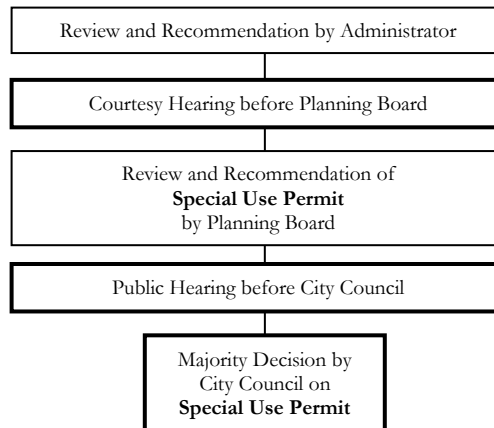 Review and Recommendation by Administrator
Courtesy Hearing before Planning Board
Review and Recommendation of
Special Use Permit
by Planning Board
Public Hearing before City Council
Majority Decision by
City Council on
Special Use Permit